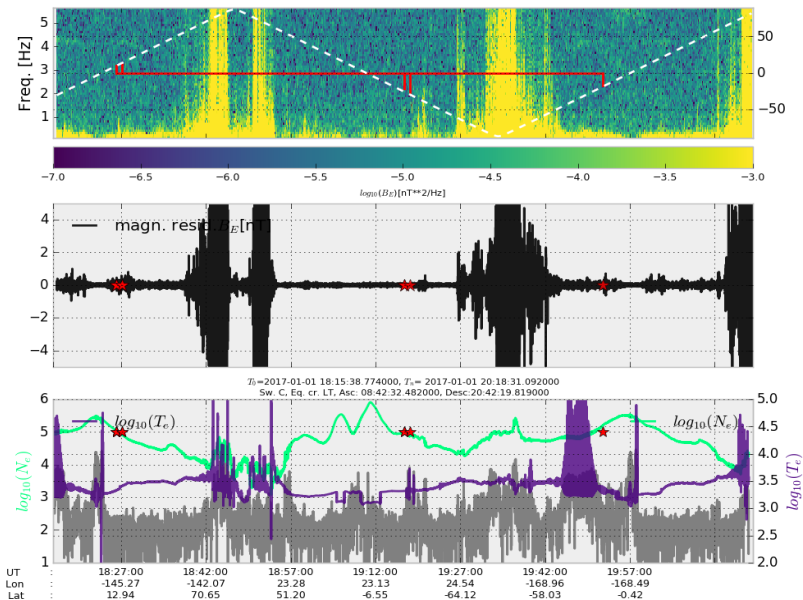 5
4
3
2
1
Freq. [Hz]
50
0
−50
−7.0 −6.5 −6.0 −5.5 −5.0 −4.5 −4.0 −3.5 −3.0
log₁₀(B_E)[nT**2/Hz]
4
2
0
−2
−4
magn. resid. B_E[nT]
T₀=2017-01-01 18:15:38.774000, Tₙ= 2017-01-01 20:18:31.092000
Sw. C, Eq. cr. LT, Asc: 08:42:32.482000, Desc:20:42:19.819000
6
5
4
3
2
1
log₁₀(N_e)
log₁₀(T_e)
log₁₀(N_e)
5.0
4.5
4.0
3.5
3.0
2.5
2.0
log₁₀(T_e)
UT : 18:27:00 18:42:00 18:57:00 19:12:00 19:27:00 19:42:00 19:57:00
Lon : -145.27 -142.07 23.28 23.13 24.54 -168.96 -168.49
Lat : 12.94 70.65 51.20 -6.55 -64.12 -58.03 -0.42